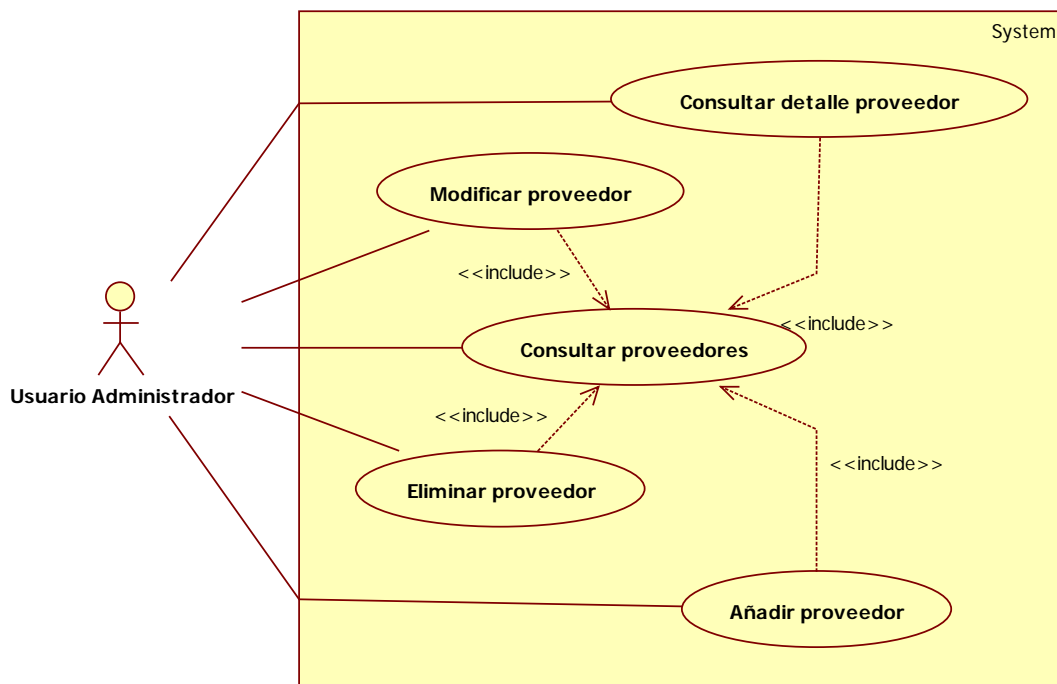 System
Consultar detalle proveedor
Modificar proveedor
<<include>>
<<include>>
Consultar proveedores
Usuario Administrador
<<include>>
<<include>>
Eliminar proveedor
Añadir proveedor